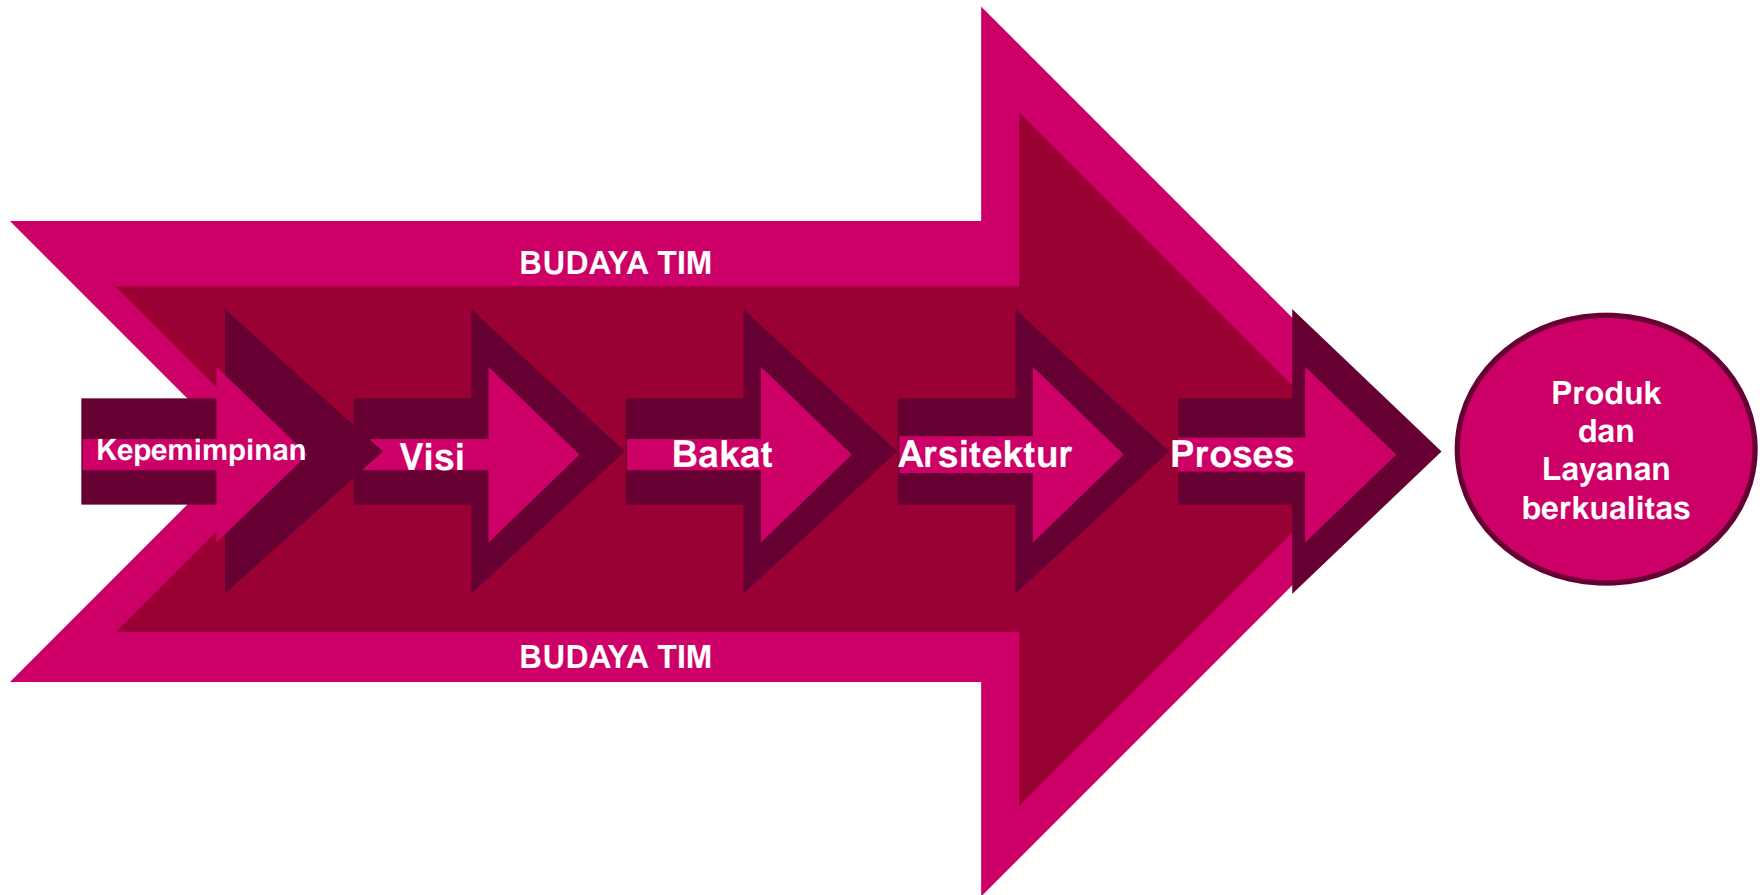 BUDAYA TIM
Kepemimpinan
Visi
Bakat
Arsitektur
Proses
Produk
dan
Layanan
berkualitas
BUDAYA TIM